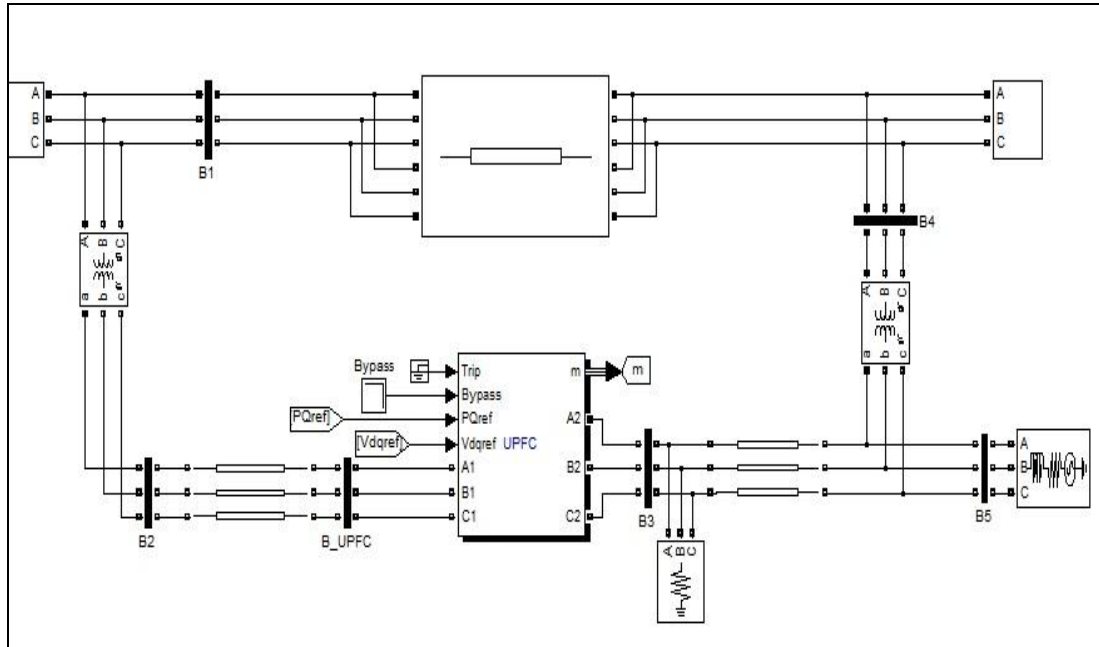 A
B
C
B1
A
B
C
A B C
a b c
B4
A B C
a b c
Bypass
Trip
m
m
Bypass
A2
[PQref]
PQref
[Vdqref]
Vdqref UPFC
B2
A
A1
B
B1
C
C1
C2
B3
B5
B2
B_UPFC
A B C